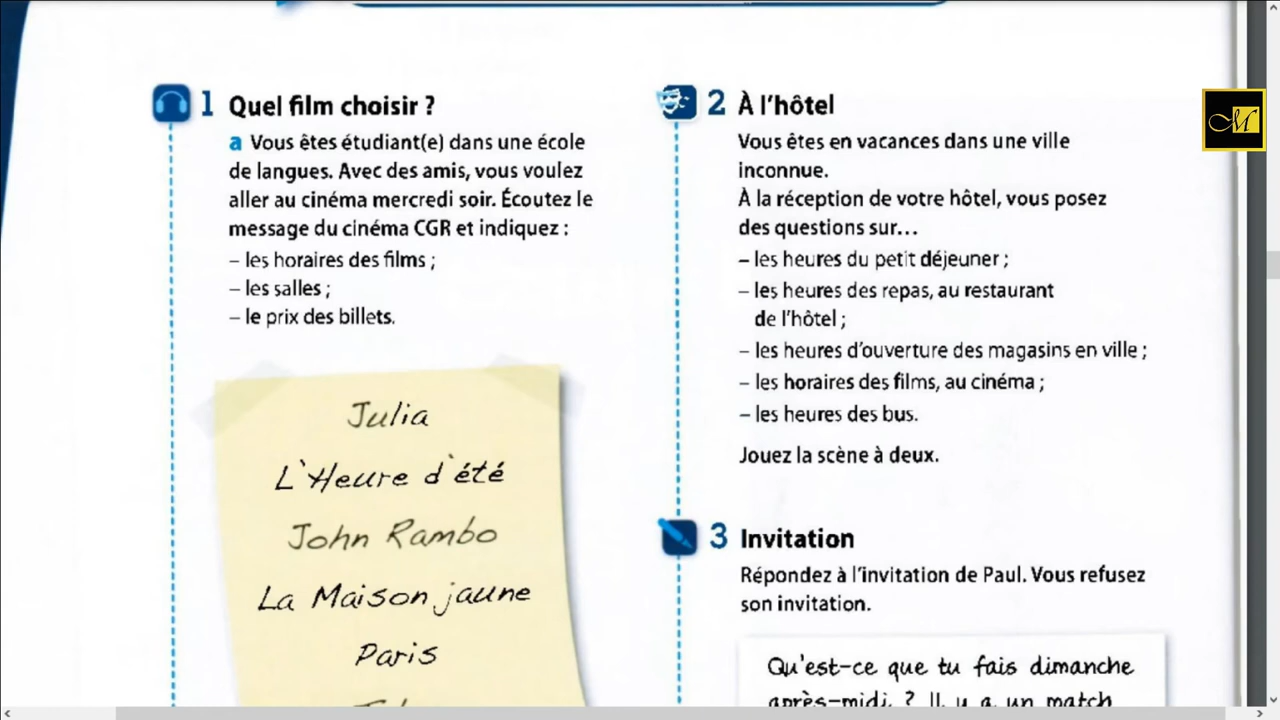 1 Quel film choisir ?
a Vous êtes étudiant(e) dans une école
de langues. Avec des amis, vous voulez
aller au cinéma mercredi soir. Écoutez le
message du cinéma CGR et indiquez :
– les horaires des films ;
– les salles ;
– le prix des billets.
Julia
L'Heure d'été
John Rambo
La Maison jaune
Paris
2 À l'hôtel
Vous êtes en vacances dans une ville
inconnue.
À la réception de votre hôtel, vous posez
des questions sur…
– les heures du petit déjeuner ;
– les heures des repas, au restaurant
de l'hôtel ;
– les heures d'ouverture des magasins en ville ;
– les horaires des films, au cinéma ;
– les heures des bus.
Jouez la scène à deux.
3 Invitation
Répondez à l'invitation de Paul. Vous refusez
son invitation.
Qu'est-ce que tu fais dimanche
après-midi ? Il y a un match
M